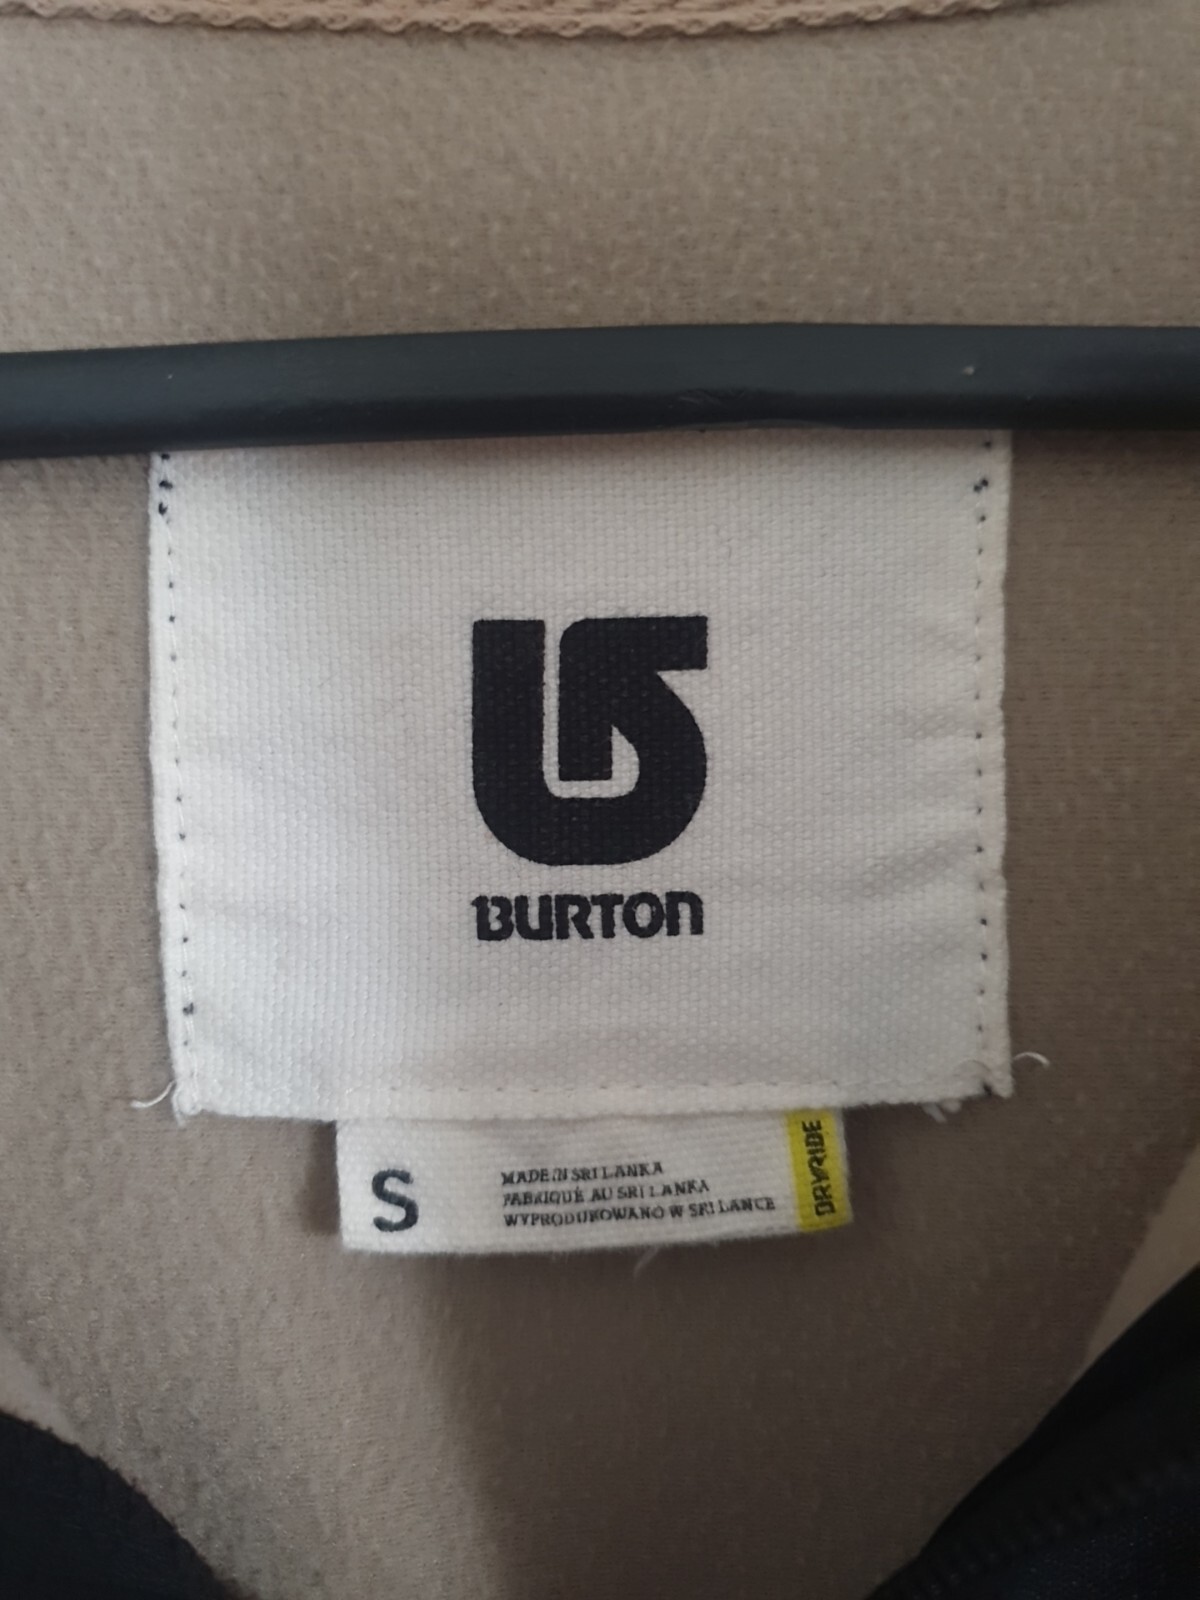 BURTON
S
MADE IN SRI LANKA
FABRIQUÉ AU SRI LANKA
WYPRODUKOWANO W SRI LANCE
DRYRIDE